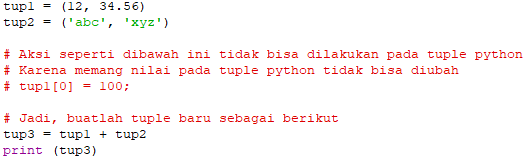 tup1 = (12, 34.56)
tup2 = ('abc', 'xyz')
# Aksi seperti dibawah ini tidak bisa dilakukan pada tuple python
# Karena memang nilai pada tuple python tidak bisa diubah
# tup1[0] = 100;
# Jadi, buatlah tuple baru sebagai berikut
tup3 = tup1 + tup2
print (tup3)